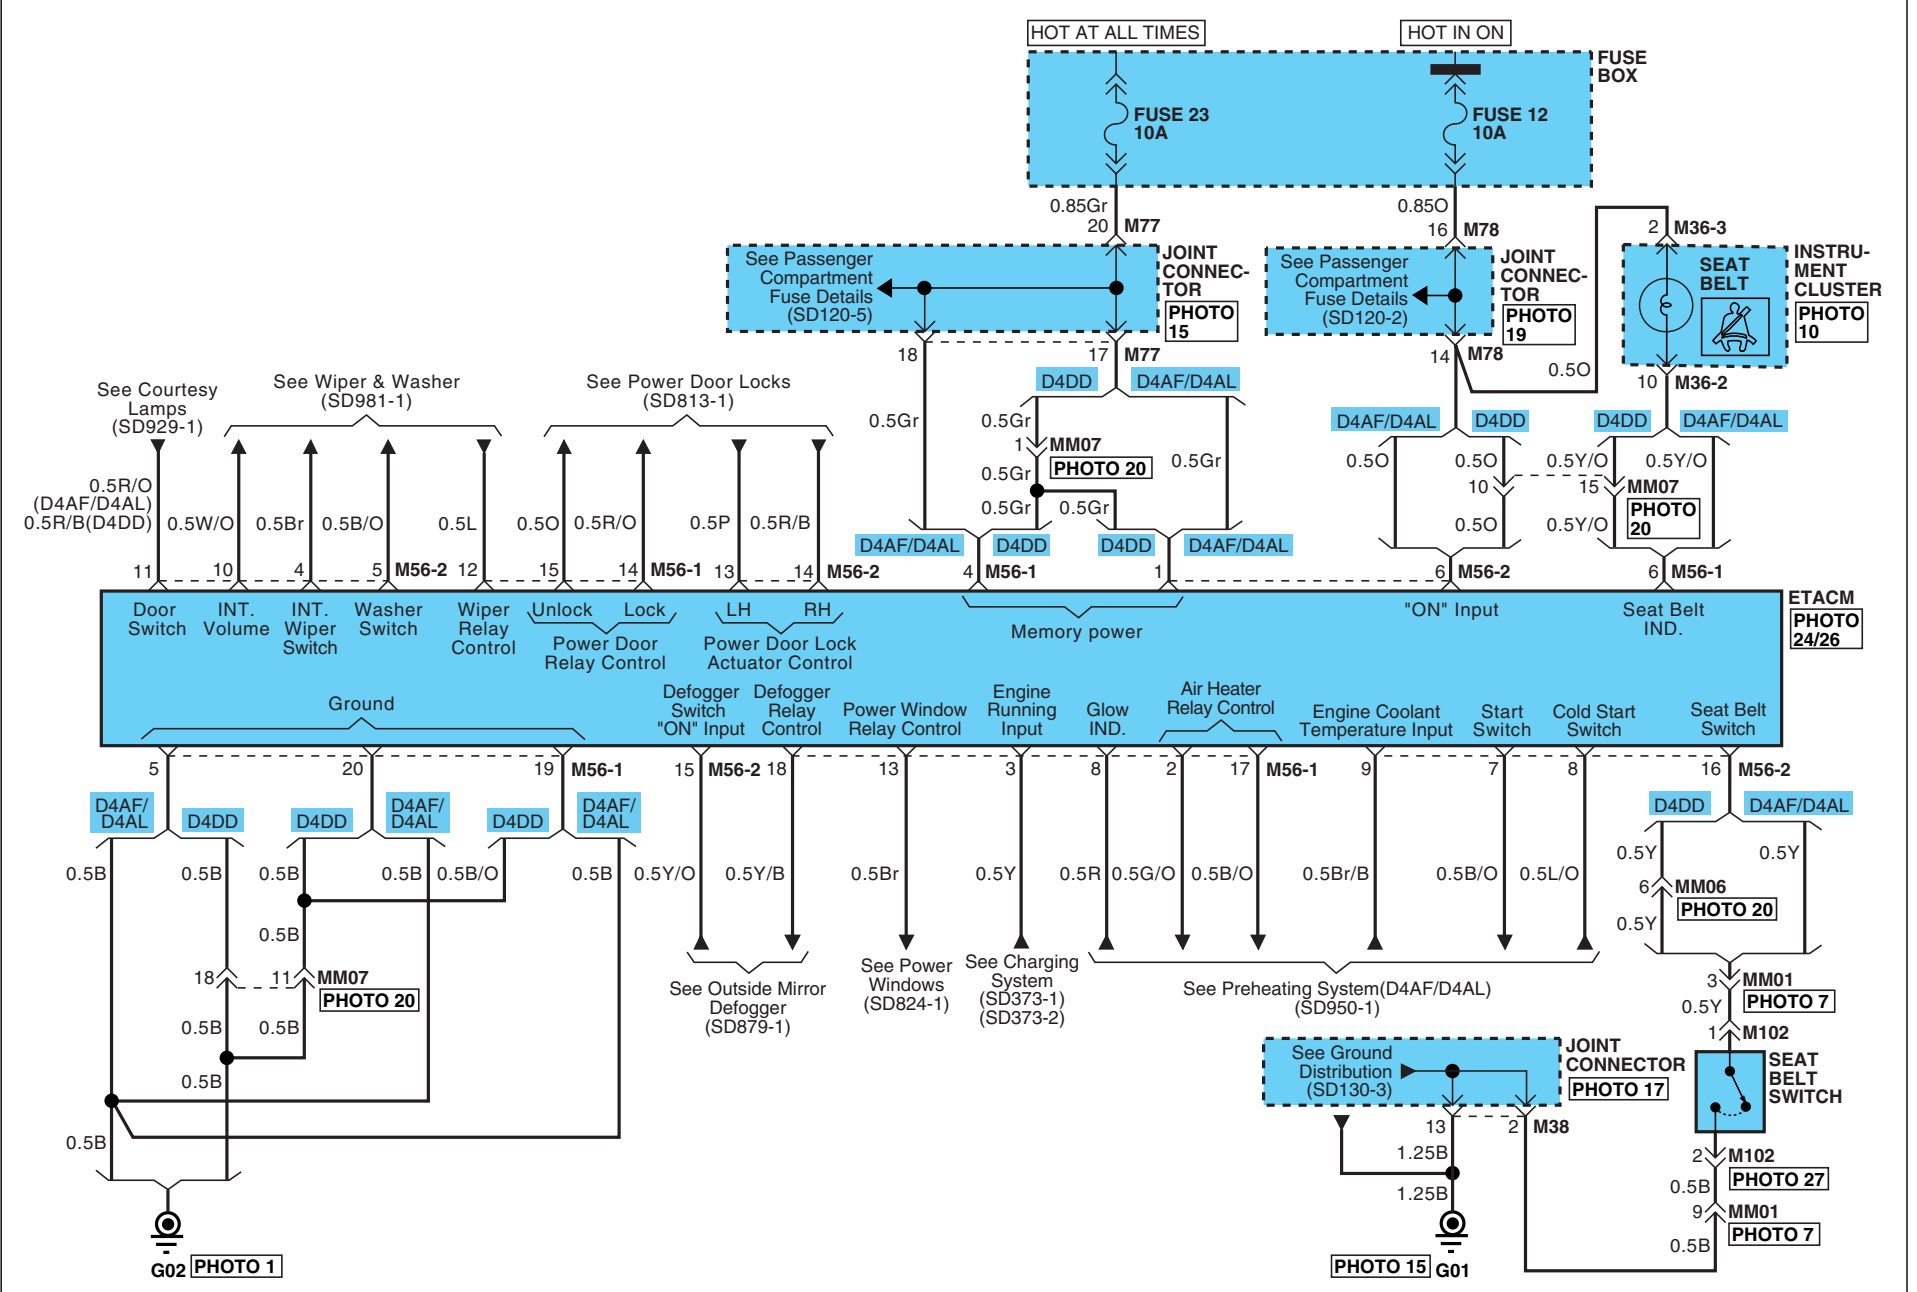 HOT AT ALL TIMES
HOT IN ON
FUSE
BOX
FUSE 23
10A
FUSE 12
10A
0.85Gr
20 M77
0.85O
16 M78
2 M36-3
See Passenger
Compartment
Fuse Details
(SD120-5)
JOINT
CONNEC-
TOR
PHOTO
15
See Passenger
Compartment
Fuse Details
(SD120-2)
JOINT
CONNEC-
TOR
PHOTO
19
SEAT
BELT
INSTRU-
MENT
CLUSTER
PHOTO
10
18
17 M77
14 M78
0.5O
10 M36-2
See Courtesy
Lamps
(SD929-1)
See Wiper & Washer
(SD981-1)
See Power Door Locks
(SD813-1)
D4DD
D4AF/D4AL
D4AF/D4AL
D4DD
D4DD
D4AF/D4AL
0.5Gr
0.5Gr
1 MM07
PHOTO 20
0.5Gr
0.5Gr
0.5Gr
0.5Gr
0.5O
0.5O
10
0.5O
0.5Y/O
0.5Y/O
15 MM07
PHOTO
20
0.5Y/O
0.5R/O
(D4AF/D4AL)
0.5R/B(D4DD)
0.5W/O
0.5Br
0.5B/O
0.5L
0.5O
0.5R/O
0.5P
0.5R/B
D4AF/D4AL
D4DD
D4DD
D4AF/D4AL
11
10
4
5 M56-2
12
15
14 M56-1
13
14 M56-2
4 M56-1
1
6 M56-2
6 M56-1
ETACM
PHOTO
24/26
Door
Switch
INT.
Volume
INT.
Wiper
Switch
Washer
Switch
Wiper
Relay
Control
Unlock
Lock
Power Door
Relay Control
LH
RH
Power Door Lock
Actuator Control
Memory power
"ON" Input
Seat Belt
IND.
Ground
Defogger
Switch
"ON" Input
Defogger
Relay
Control
Power Window
Relay Control
Engine
Running
Input
Glow
IND.
Air Heater
Relay Control
Engine Coolant
Temperature Input
Start
Switch
Cold Start
Switch
Seat Belt
Switch
5
20
19 M56-1
15 M56-2
18
13
3
8
2
17 M56-1
9
7
8
16 M56-2
D4AF/
D4AL
D4DD
D4DD
D4AF/
D4AL
D4DD
D4AF/
D4AL
D4DD
D4AF/D4AL
0.5B
0.5B
0.5B
0.5B
0.5B/O
0.5B
0.5Y/O
0.5Y/B
0.5Br
0.5Y
0.5R
0.5G/O
0.5B/O
0.5Br/B
0.5B/O
0.5L/O
0.5Y
0.5Y
6 MM06
PHOTO 20
0.5Y
0.5B
18
11 MM07
PHOTO 20
0.5B
0.5B
0.5B
0.5B
G02 PHOTO 1
See Outside Mirror
Defogger
(SD879-1)
See Power
Windows
(SD824-1)
See Charging
System
(SD373-1)
(SD373-2)
See Preheating System(D4AF/D4AL)
(SD950-1)
3 MM01
PHOTO 7
0.5Y
1 M102
SEAT
BELT
SWITCH
See Ground
Distribution
(SD130-3)
JOINT
CONNECTOR
PHOTO 17
13
2 M38
1.25B
1.25B
PHOTO 15 G01
2 M102
PHOTO 27
0.5B
9 MM01
PHOTO 7
0.5B